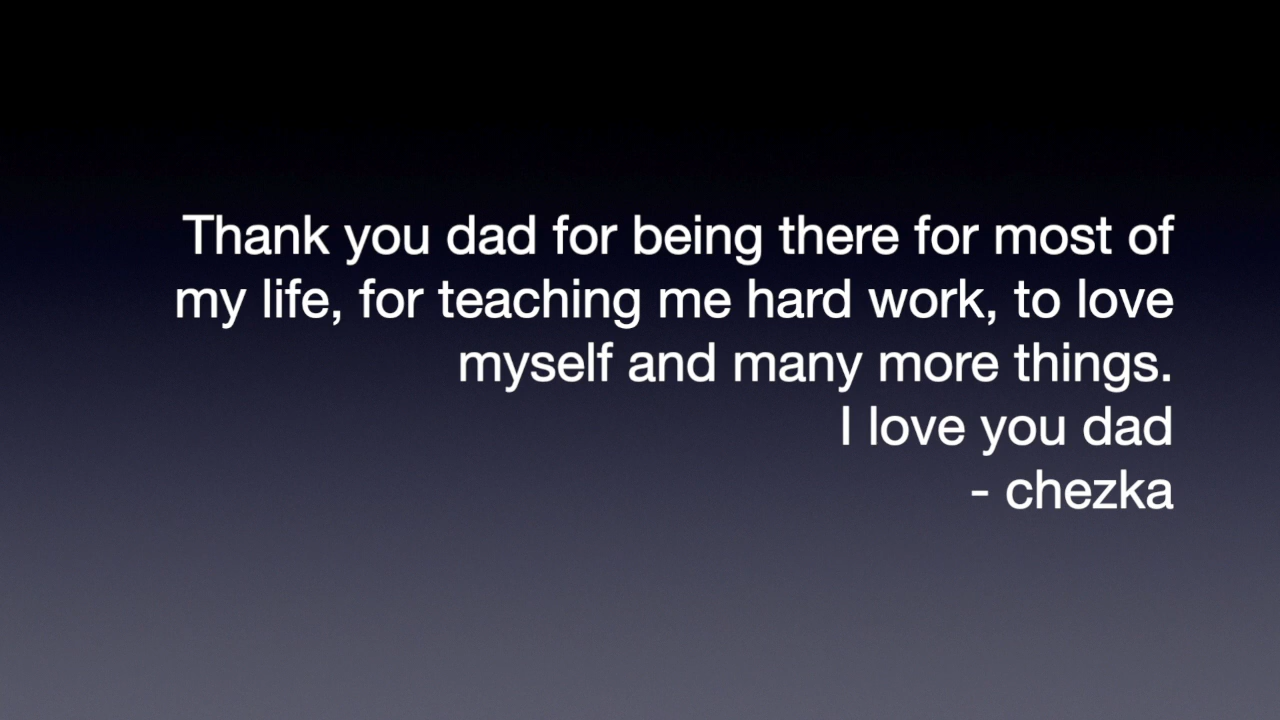 Thank you dad for being there for most of
my life, for teaching me hard work, to love
myself and many more things.
I love you dad
- chezka